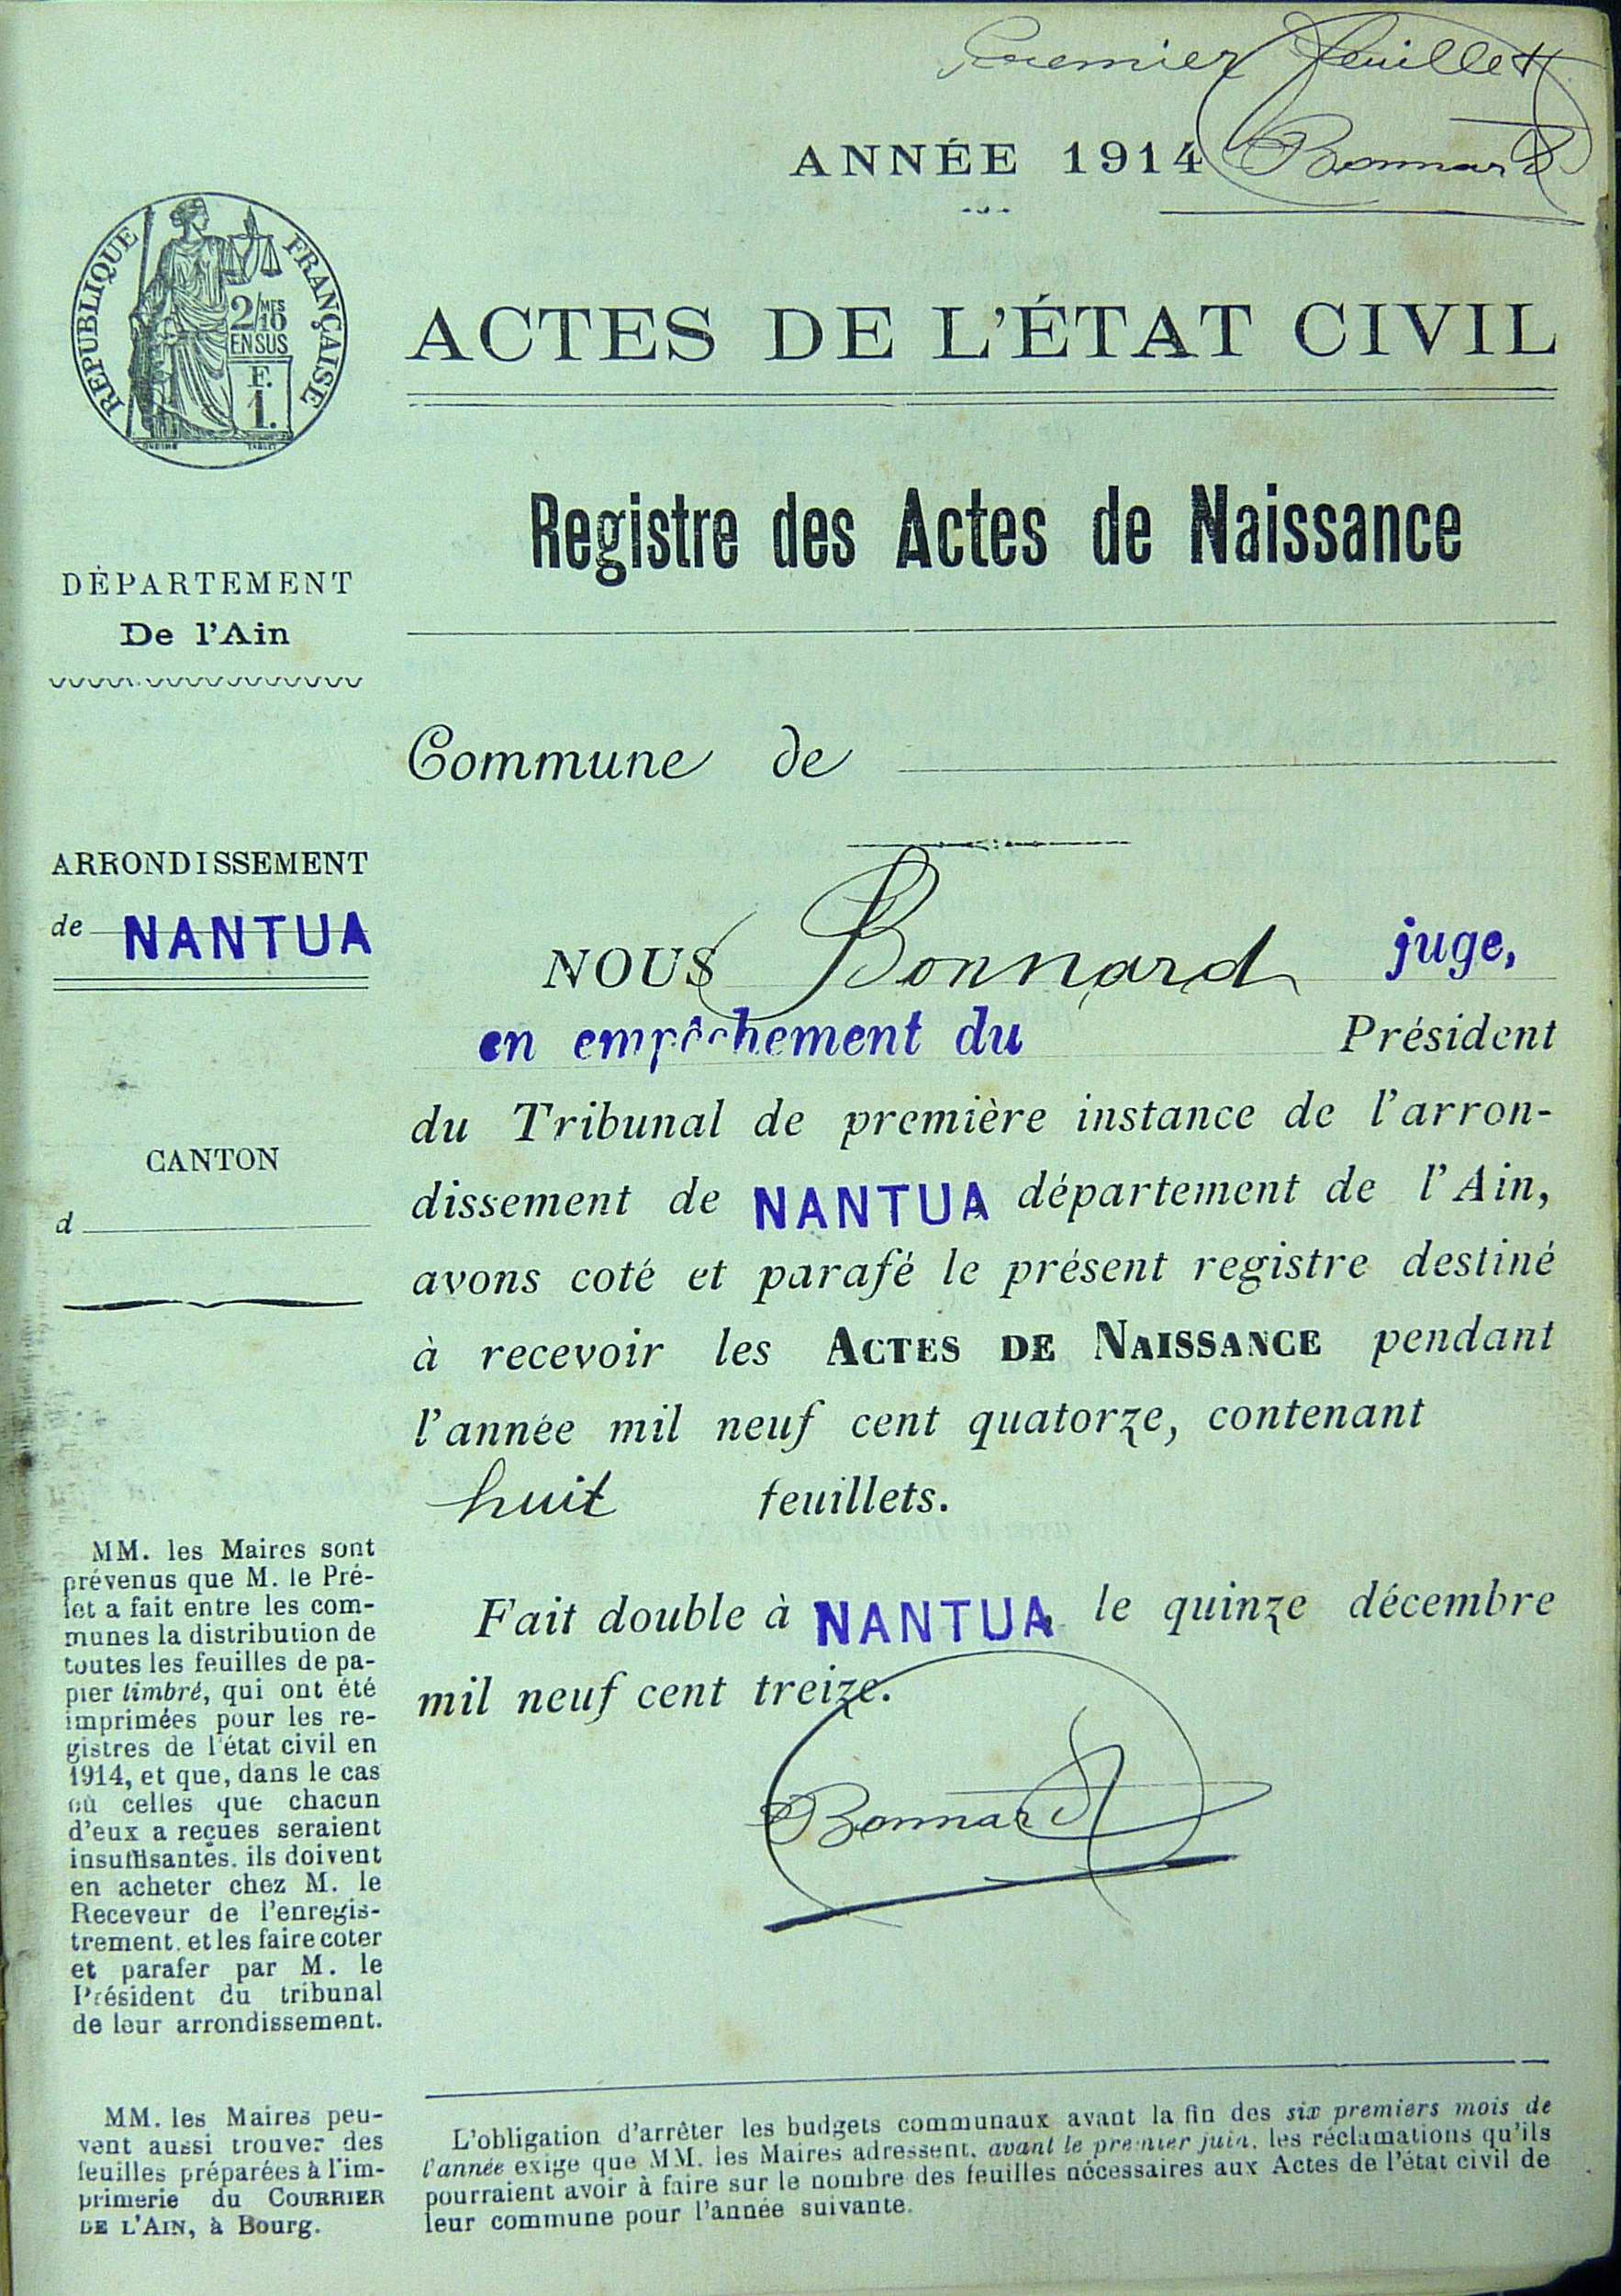 Premier feuillet
Bonnard
ANNÉE 1914
ACTES DE L'ÉTAT CIVIL
RÉPUBLIQUE FRANÇAISE
2/MES
10
EN SUS
F.
1.
Registre des Actes de Naissance
DÉPARTEMENT
De l'Ain
Commune de
ARRONDISSEMENT
de NANTUA
CANTON
d
NOUS Bonnard juge,
en empêchement du Président
du Tribunal de première instance de l'arron-
dissement de NANTUA département de l'Ain,
avons coté et parafé le présent registre destiné
à recevoir les ACTES DE NAISSANCE pendant
l'année mil neuf cent quatorze, contenant
huit feuillets.
Fait double à NANTUA le quinze décembre
mil neuf cent treize.
Bonnard
MM. les Maires sont
prévenus que M. le Pré-
fet a fait entre les com-
munes la distribution de
toutes les feuilles de pa-
pier timbré, qui ont été
imprimées pour les re-
gistres de l'état civil en
1914, et que, dans le cas
où celles que chacun
d'eux a reçues seraient
insuffisantes, ils doivent
en acheter chez M. le
Receveur de l'enregis-
trement, et les faire coter
et parafer par M. le
Président du tribunal
de leur arrondissement.
MM. les Maires peu-
vent aussi trouver des
feuilles préparées à l'im-
primerie du COURRIER
DE L'AIN, à Bourg.
L'obligation d'arrêter les budgets communaux avant la fin des six premiers mois de
l'année exige que MM. les Maires adressent, avant le premier juin, les réclamations qu'ils
pourraient avoir à faire sur le nombre des feuilles nécessaires aux Actes de l'état civil de
leur commune pour l'année suivante.